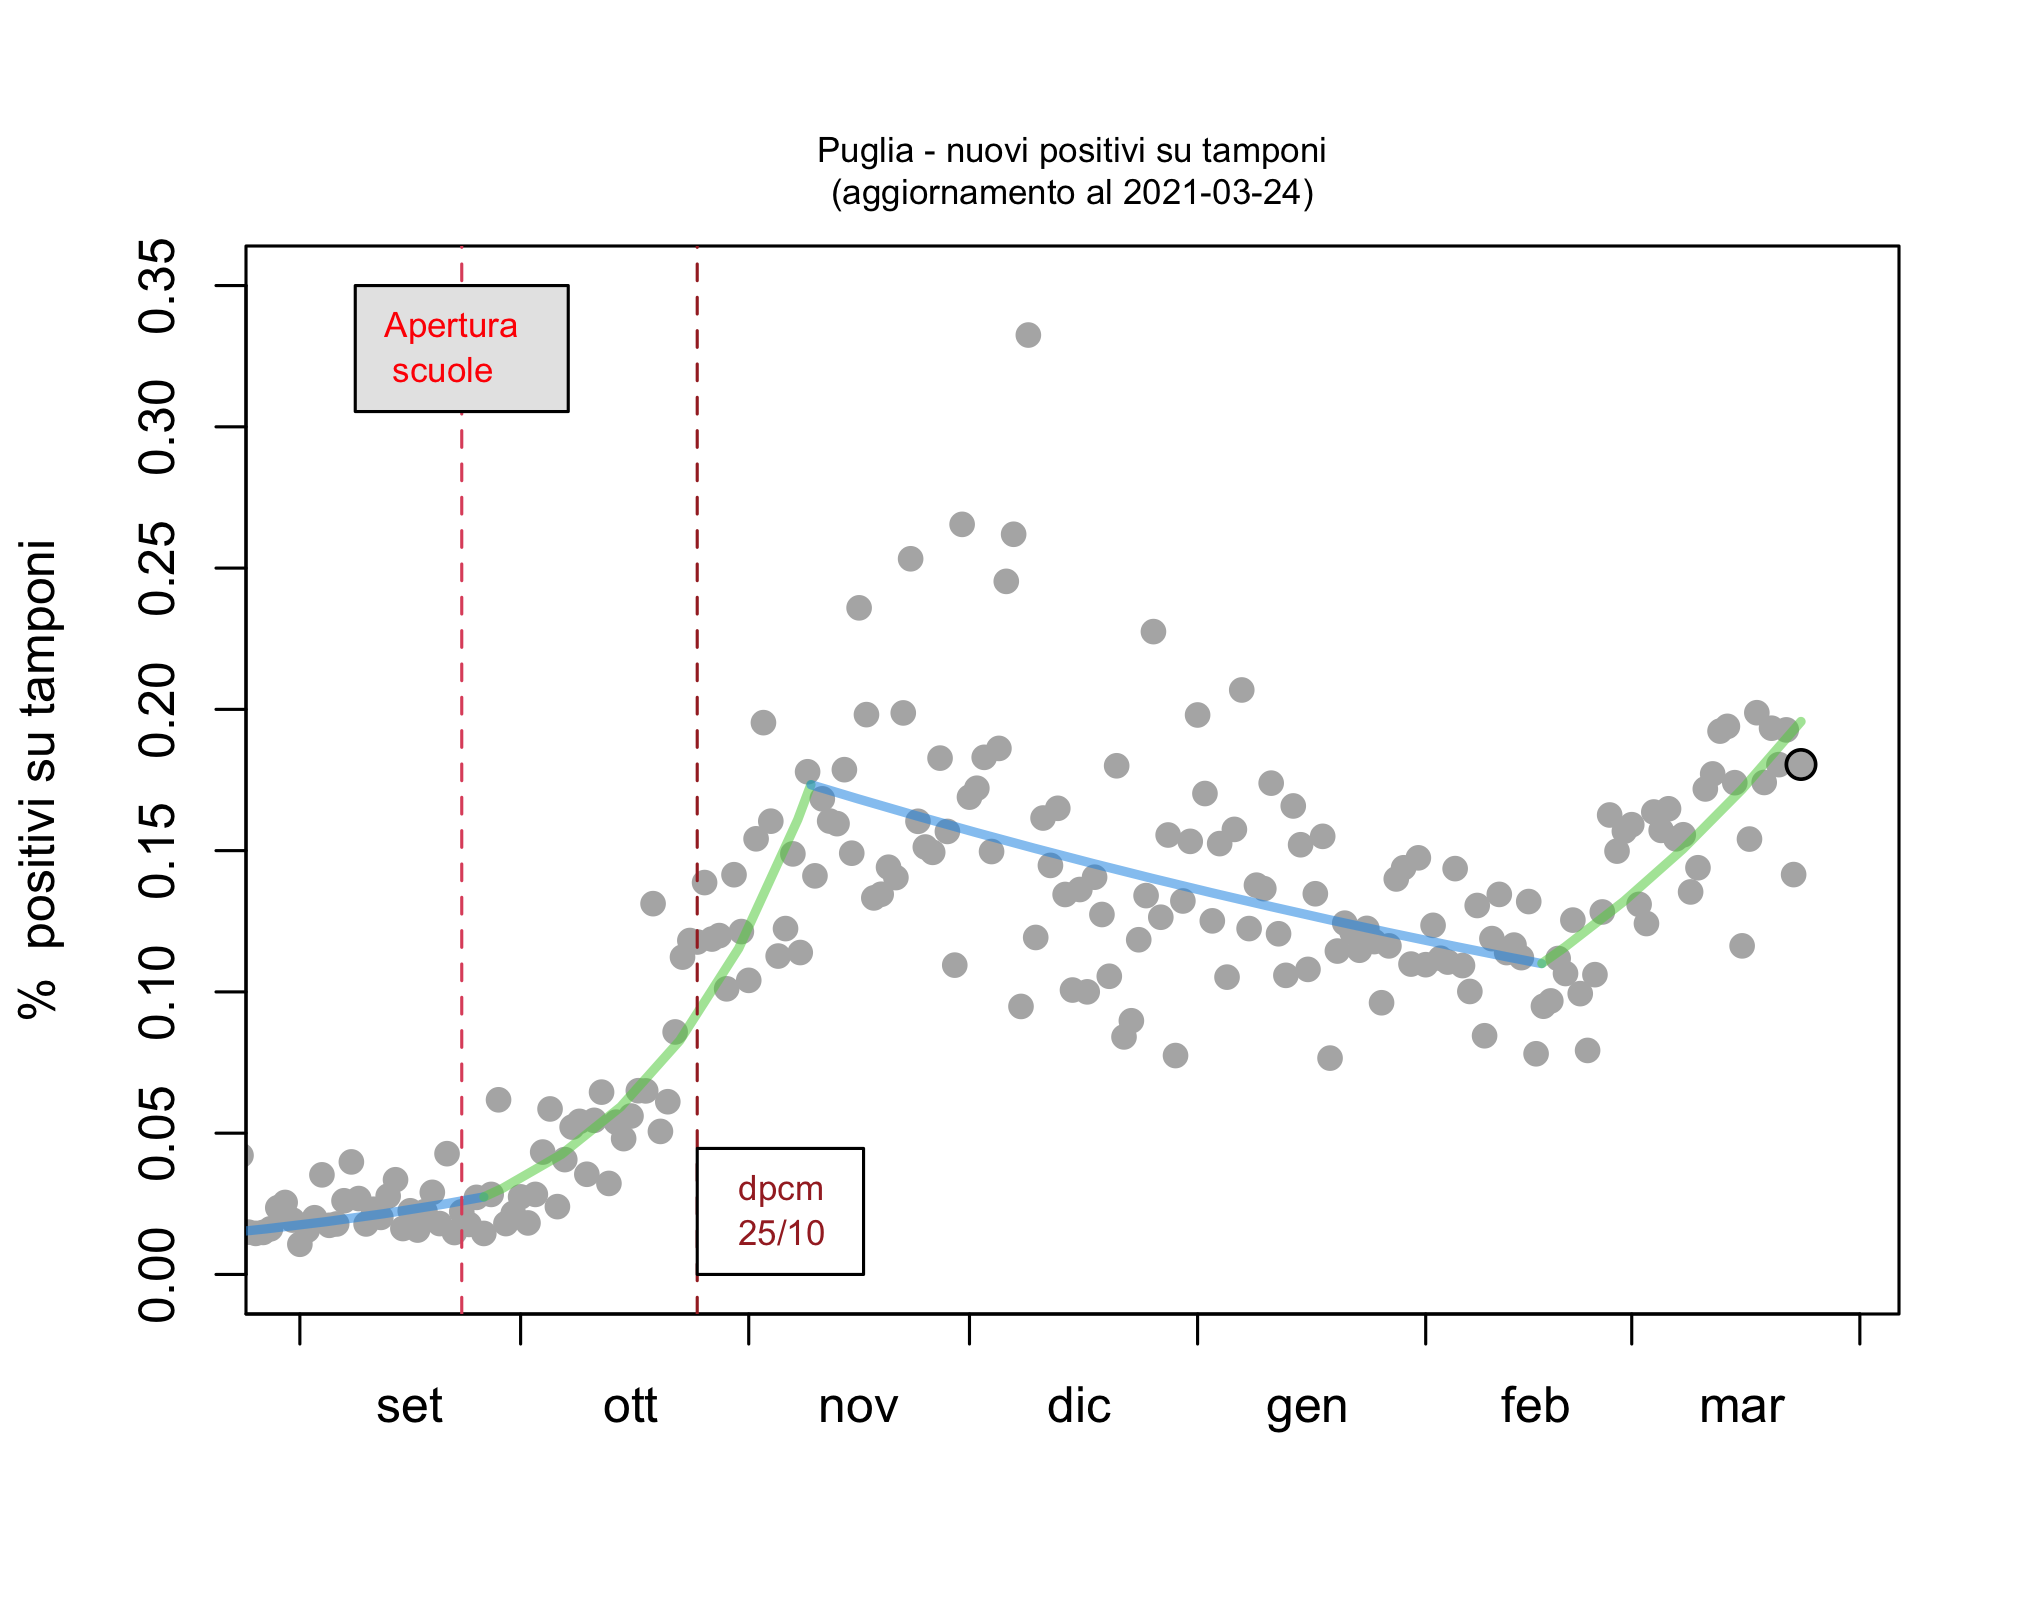 Puglia - nuovi positivi su tamponi
(aggiornamento al 2021-03-24)
% positivi su tamponi
0.35
0.30
0.25
0.20
0.15
0.10
0.05
0.00
Apertura
scuole
dpcm
25/10
set ott nov dic gen feb mar